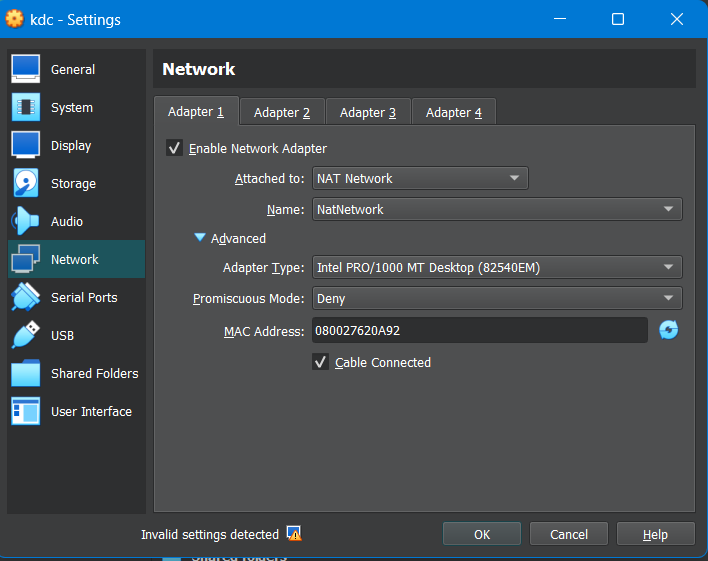 kdc - Settings
General
System
Display
Storage
Audio
Network
Serial Ports
USB
Shared Folders
User Interface
Network
Adapter 1 Adapter 2 Adapter 3 Adapter 4
Enable Network Adapter
Attached to: NAT Network
Name: NatNetwork
Advanced
Adapter Type: Intel PRO/1000 MT Desktop (82540EM)
Promiscuous Mode: Deny
MAC Address: 080027620A92
Cable Connected
Invalid settings detected OK Cancel Help
Shared folders